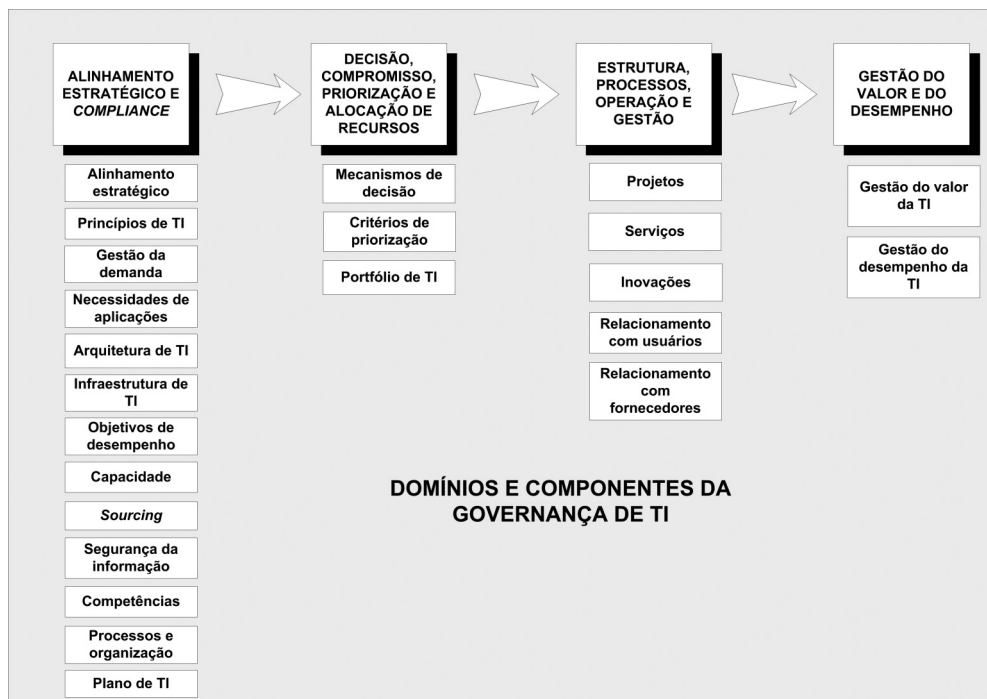 ALINHAMENTO
ESTRATÉGICO E
COMPLIANCE
DECISÃO,
COMPROMISSO,
PRIORIZAÇÃO E
ALOCAÇÃO DE
RECURSOS
ESTRUTURA,
PROCESSOS,
OPERAÇÃO E
GESTÃO
GESTÃO DO
VALOR E DO
DESEMPENHO
Alinhamento
estratégico
Princípios de TI
Gestão da
demanda
Necessidades de
aplicações
Arquitetura de TI
Infraestrutura de
TI
Objetivos de
desempenho
Capacidade
Sourcing
Segurança da
informação
Competências
Processos e
organização
Plano de TI
Mecanismos de
decisão
Critérios de
priorização
Portfólio de TI
Projetos
Serviços
Inovações
Relacionamento
com usuários
Relacionamento
com
fornecedores
Gestão do valor
da TI
Gestão do
desempenho da
TI
DOMÍNIOS E COMPONENTES DA
GOVERNANÇA DE TI